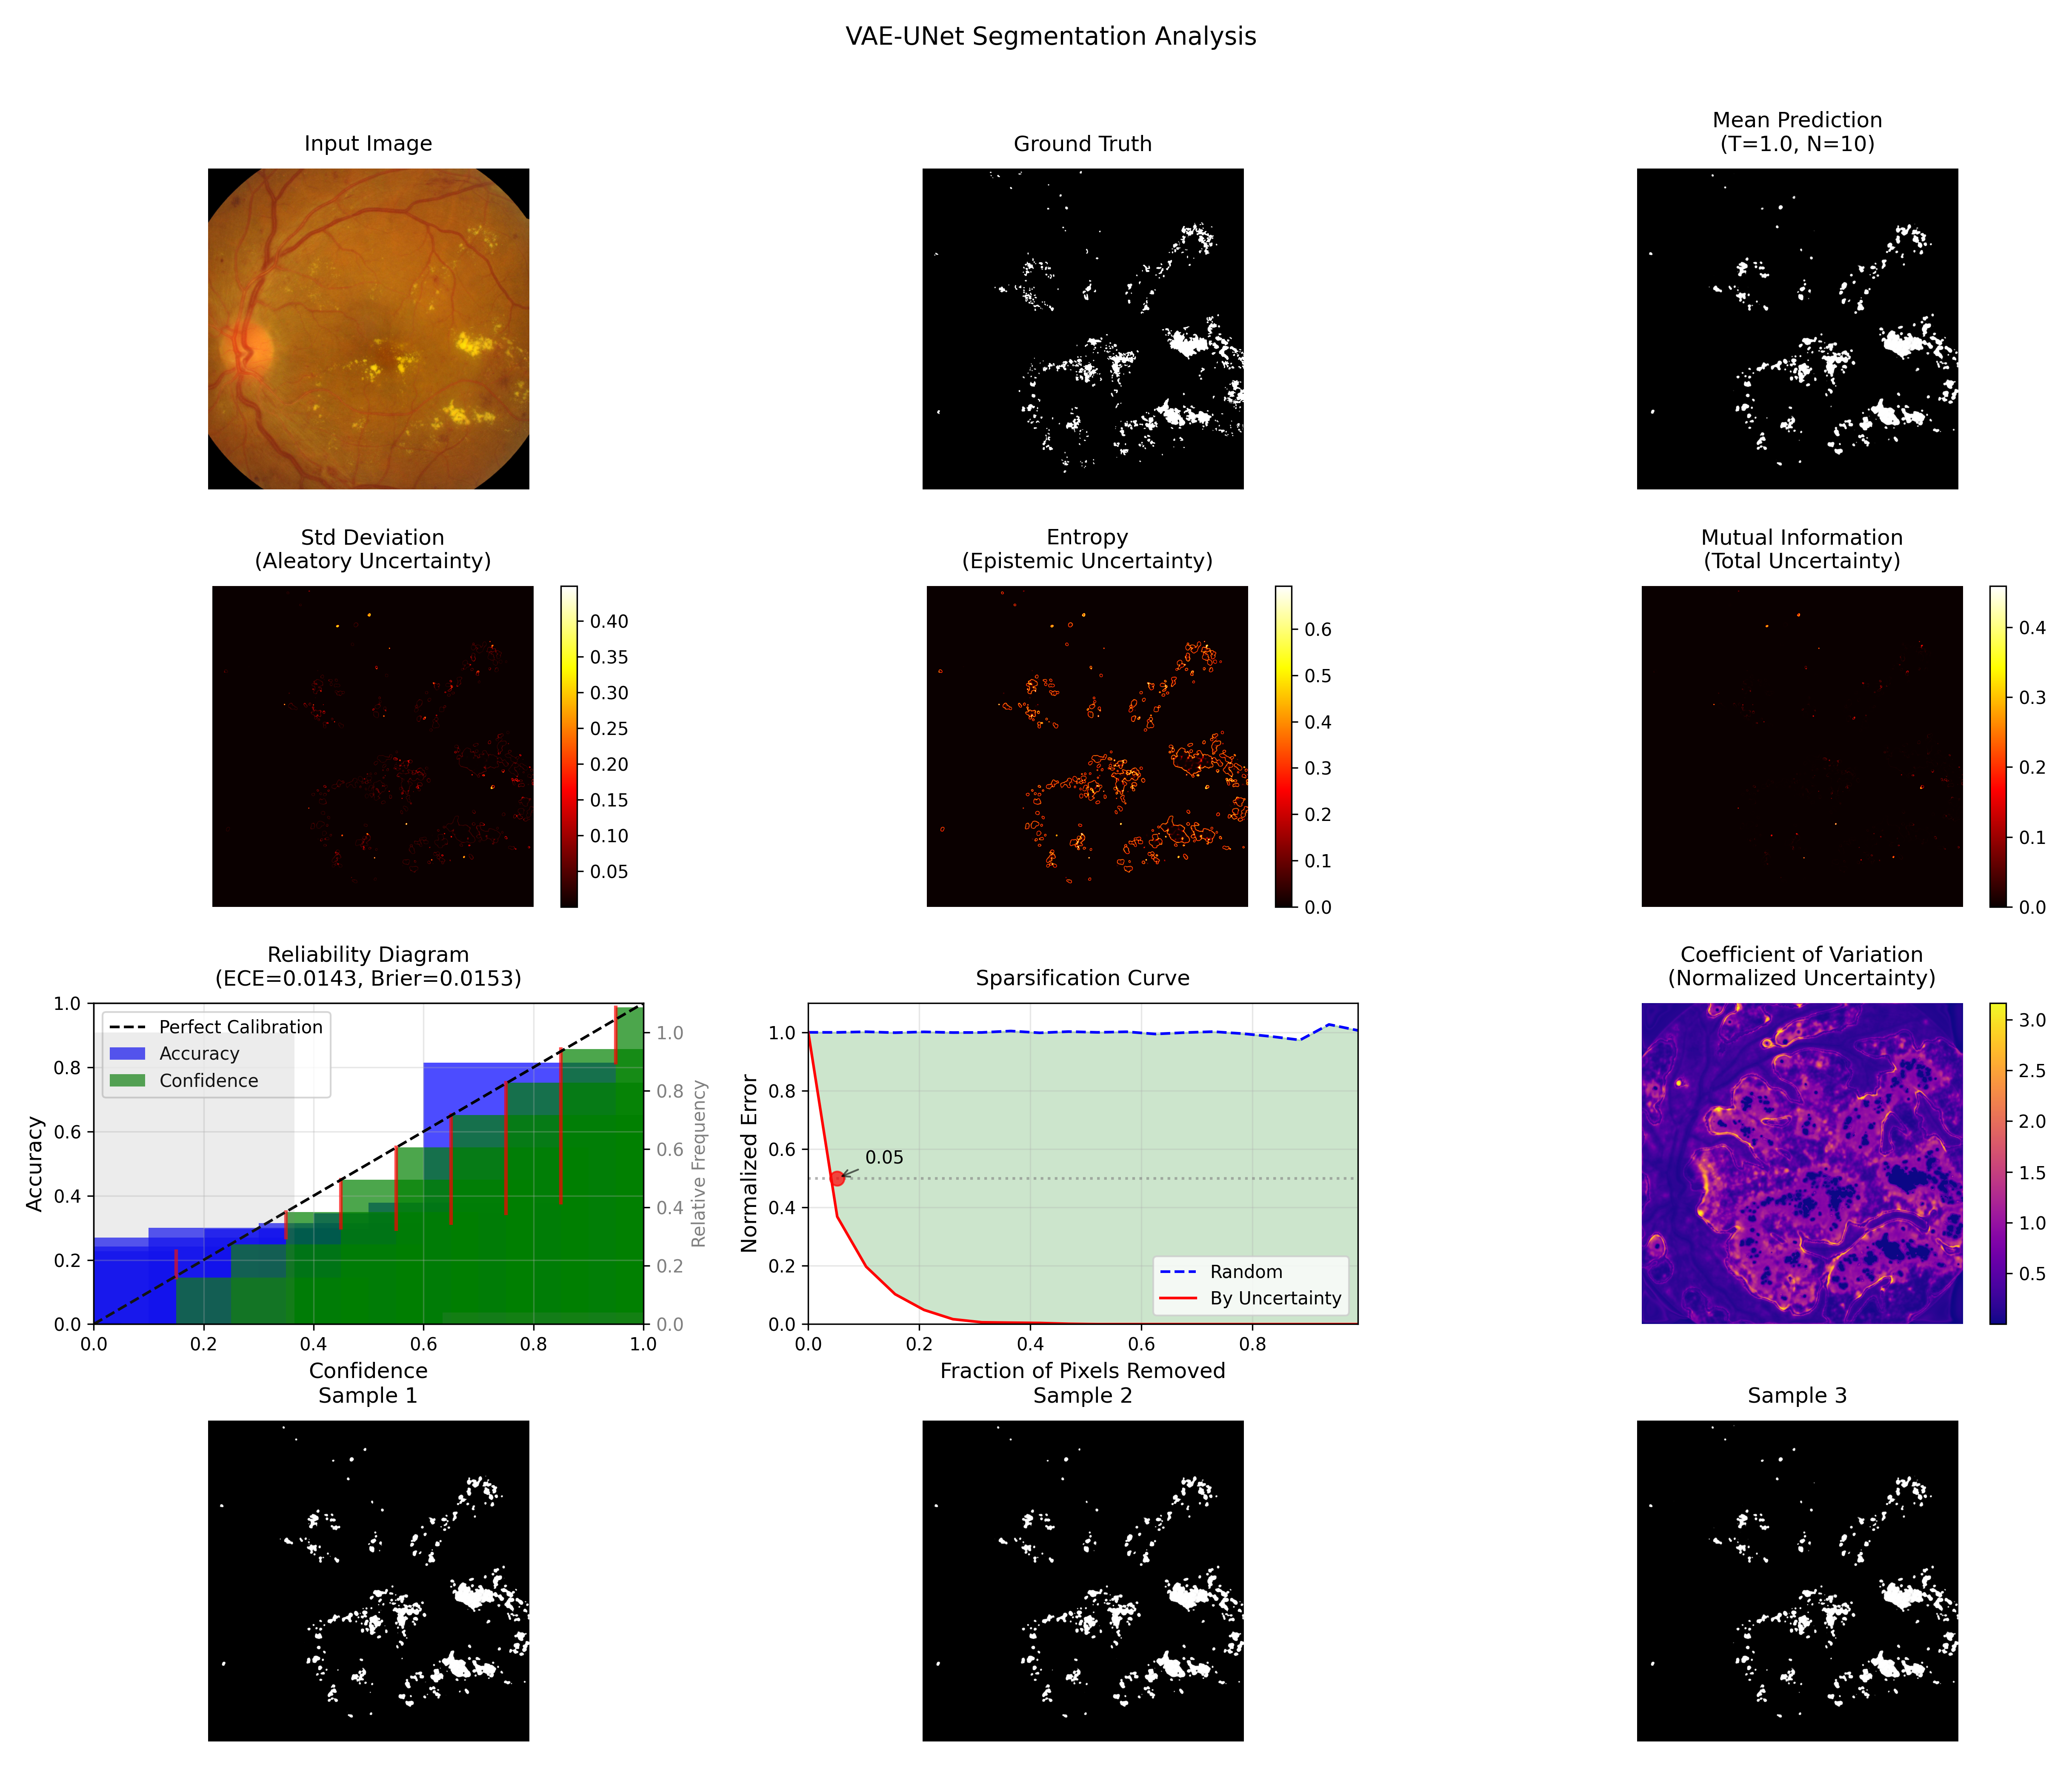 VAE-UNet Segmentation Analysis
Input Image
Ground Truth
Mean Prediction
(T=1.0, N=10)
Std Deviation
(Aleatory Uncertainty)
0.40
0.35
0.30
0.25
0.20
0.15
0.10
0.05
Entropy
(Epistemic Uncertainty)
0.6
0.5
0.4
0.3
0.2
0.1
0.0
Mutual Information
(Total Uncertainty)
0.4
0.3
0.2
0.1
0.0
Reliability Diagram
(ECE=0.0143, Brier=0.0153)
Perfect Calibration
Accuracy
Confidence
Accuracy
1.0
0.8
0.6
0.4
0.2
0.0
0.0 0.2 0.4 0.6 0.8 1.0
Confidence
1.0
0.8
0.6
0.4
0.2
0.0
Relative Frequency
Sparsification Curve
Normalized Error
1.0
0.8
0.6
0.4
0.2
0.0
0.05
Random
By Uncertainty
0.0 0.2 0.4 0.6 0.8
Fraction of Pixels Removed
Coefficient of Variation
(Normalized Uncertainty)
3.0
2.5
2.0
1.5
1.0
0.5
Sample 1
Sample 2
Sample 3